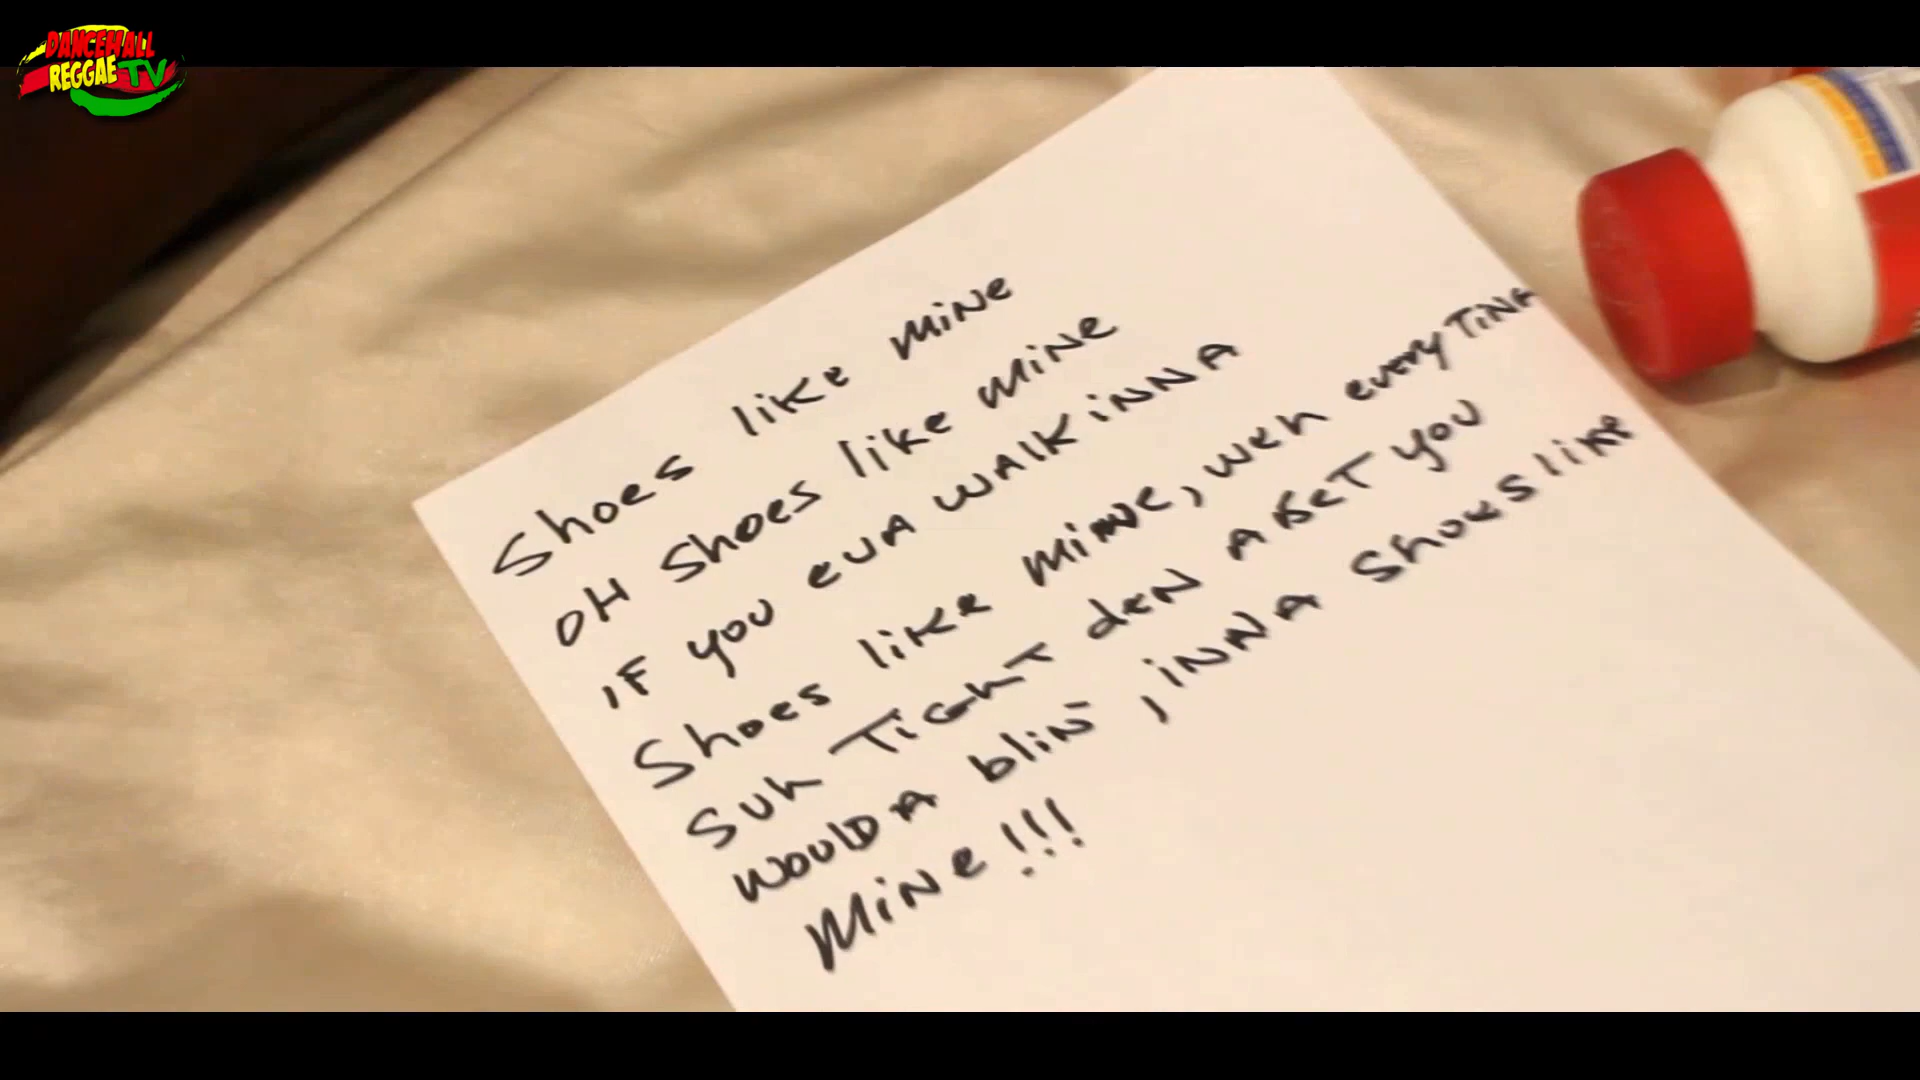 DANCEHALL
REGGAE TV
Shoes like mine
OH Shoes like mine
IF you eva WALK iNNA
Shoes like mine, weh every TING
Suh TIGHT den A BeT you
WOULDA blin', iNNA Shoes like
Mine!!!